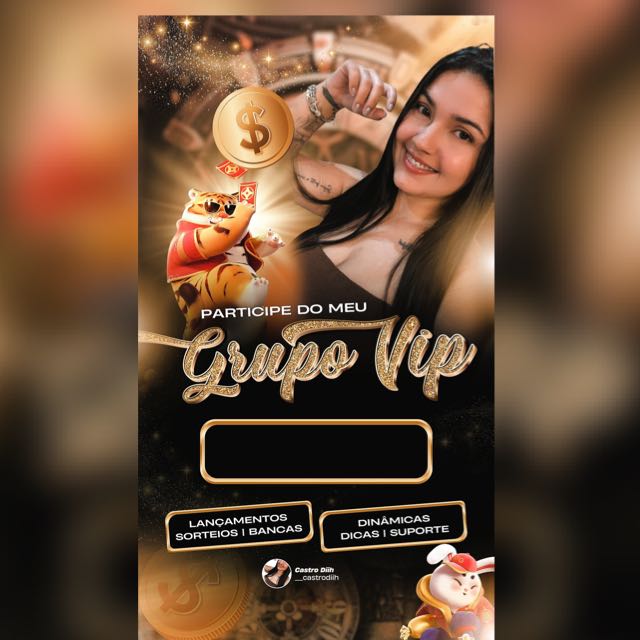 PARTICIPE DO MEU
Grupo Vip
LANÇAMENTOS
SORTEIOS | BANCAS
DINÂMICAS
DICAS | SUPORTE
Castro Diih
__castrodiih